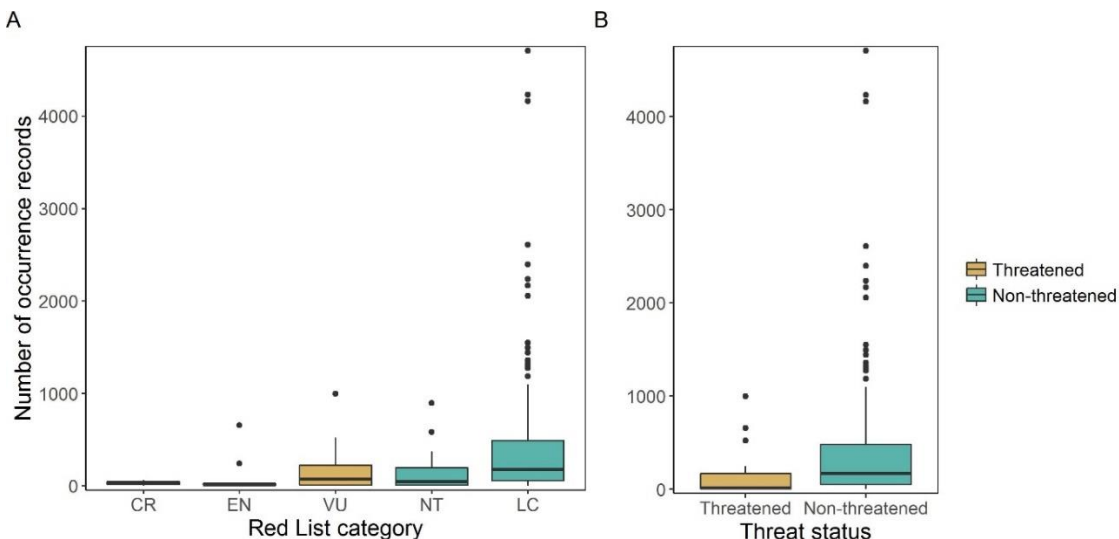 A
B
Number of occurrence records
4000
3000
2000
1000
0
CR EN VU NT LC
Red List category
4000
3000
2000
1000
0
Threatened Non-threatened
Threat status
Threatened
Non-threatened